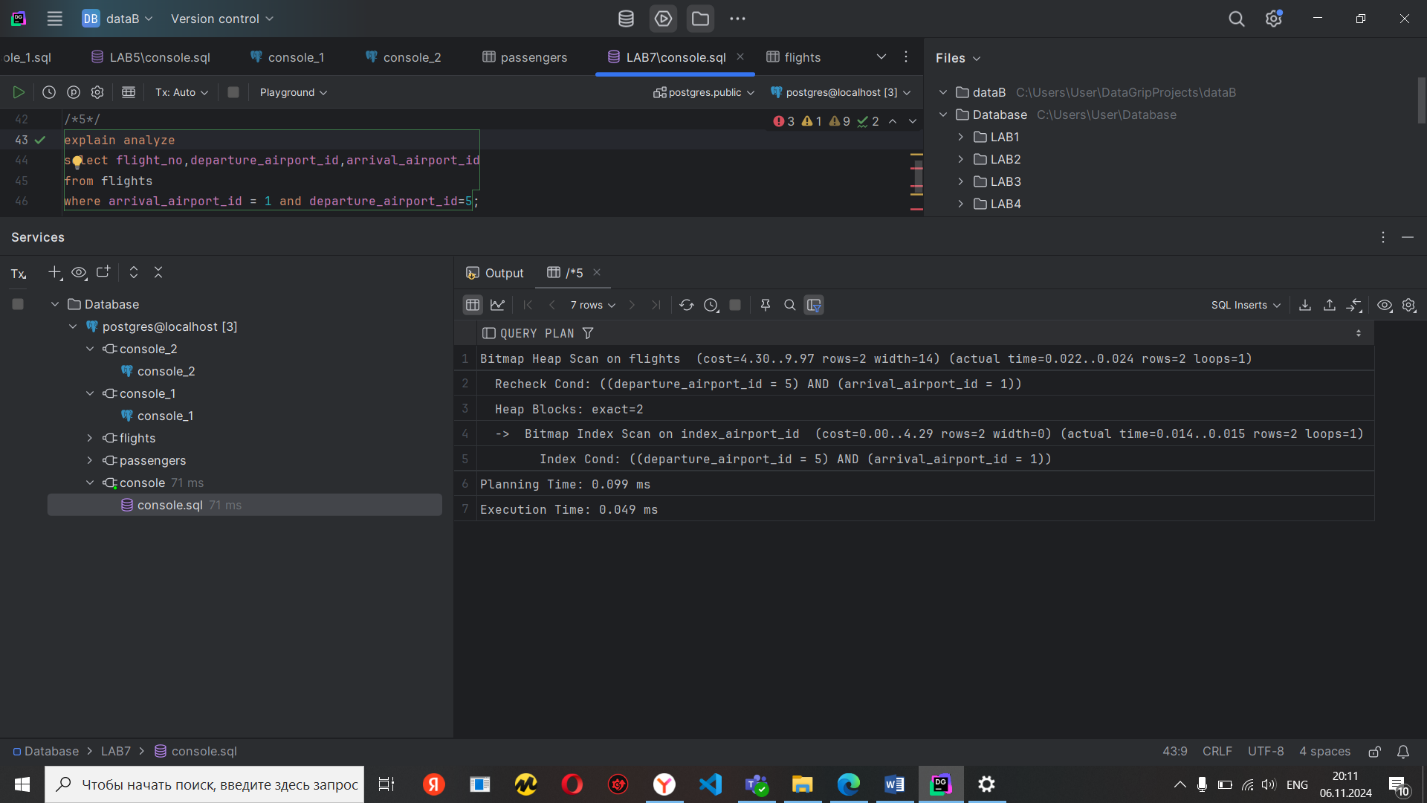 DB dataB Version control
ole_1.sql LAB5\console.sql console_1 console_2 passengers LAB7\console.sql flights
Files
Tx: Auto Playground postgres.public postgres@localhost [3]
dataB C:\Users\User\DataGripProjects\dataB
Database C:\Users\User\Database
LAB1
LAB2
LAB3
LAB4
3 1 9 2
42 /*5*/
43 explain analyze
44 select flight_no,departure_airport_id,arrival_airport_id
45 from flights
46 where arrival_airport_id = 1 and departure_airport_id=5;
Services
Tx
Database
postgres@localhost [3]
console_2
console_2
console_1
console_1
flights
passengers
console 71 ms
console.sql 71 ms
Output /*5
7 rows SQL Inserts
QUERY PLAN
1 Bitmap Heap Scan on flights (cost=4.30..9.97 rows=2 width=14) (actual time=0.022..0.024 rows=2 loops=1)
2 Recheck Cond: ((departure_airport_id = 5) AND (arrival_airport_id = 1))
3 Heap Blocks: exact=2
4 -> Bitmap Index Scan on index_airport_id (cost=0.00..4.29 rows=2 width=0) (actual time=0.014..0.015 rows=2 loops=1)
5 Index Cond: ((departure_airport_id = 5) AND (arrival_airport_id = 1))
6 Planning Time: 0.099 ms
7 Execution Time: 0.049 ms
Database > LAB7 > console.sql 43:9 CRLF UTF-8 4 spaces
Чтобы начать поиск, введите здесь запрос
ENG
20:11
06.11.2024
10